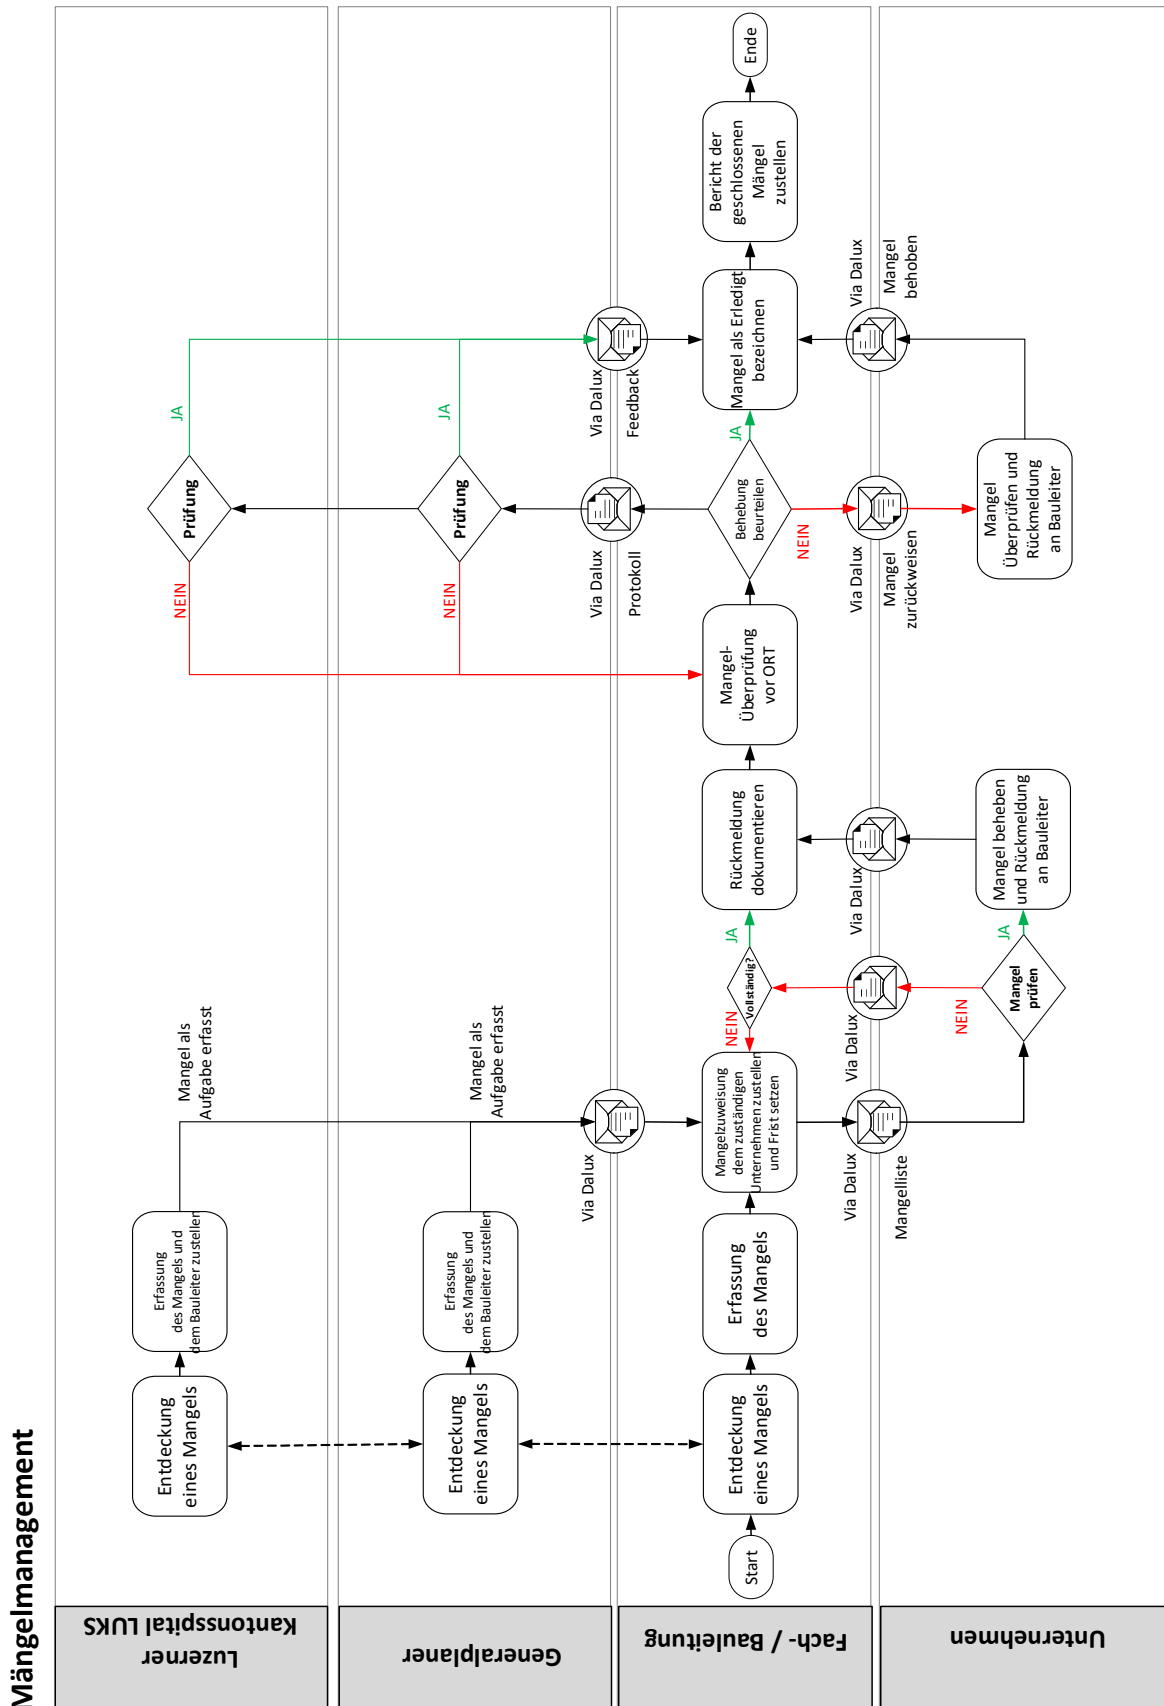 Mängelmanagement
Luzerner
Kantonsspital LUKS
Entdeckung
eines Mangels
Erfassung
des Mangels und
dem Bauleiter zustellen
Mangel als
Aufgabe erfasst
NEIN
Prüfung
JA
Generalplaner
Entdeckung
eines Mangels
Erfassung
des Mangels und
dem Bauleiter zustellen
Mangel als
Aufgabe erfasst
NEIN
Prüfung
JA
Via Dalux
Via Dalux
Protokoll
Via Dalux
Feedback
Fach- / Bauleitung
Start
Entdeckung
eines Mangels
Erfassung
des Mangels
Mangelzuweisung
dem zuständigen
Unternehmen zustellen
und Frist setzen
NEIN
Vollständig?
JA
Rückmeldung
dokumentieren
Mangel-
Überprüfung
vor ORT
Behebung
beurteilen
NEIN
JA
Mangel als Erledigt
bezeichnen
Bericht der
geschlossenen
Mängel
zustellen
Ende
Via Dalux
Mangelliste
Via Dalux
Via Dalux
Via Dalux
Mangel
zurückweisen
Via Dalux
Mangel
behoben
Unternehmen
NEIN
Mangel
prüfen
JA
Mangel beheben
und Rückmeldung
an Bauleiter
Mangel
Überprüfen und
Rückmeldung
an Bauleiter